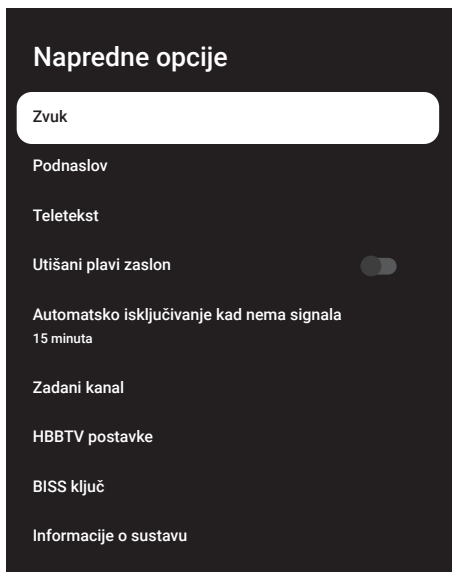 Napredne opcije
Zvuk
Podnaslov
Teletekst
Utišani plavi zaslon
Automatsko isključivanje kad nema signala
15 minuta
Zadani kanal
HBBTV postavke
BISS ključ
Informacije o sustavu